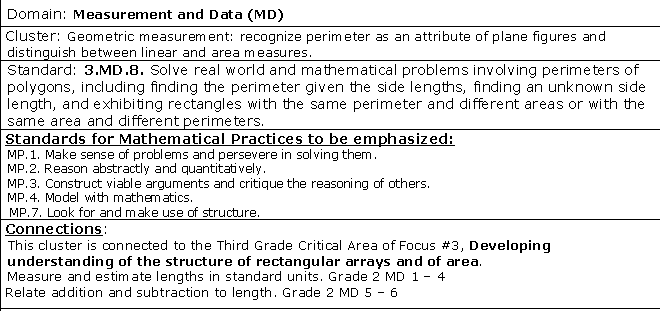 Domain: Measurement and Data (MD)
Cluster: Geometric measurement: recognize perimeter as an attribute of plane figures and
distinguish between linear and area measures.
Standard: 3.MD.8. Solve real world and mathematical problems involving perimeters of
polygons, including finding the perimeter given the side lengths, finding an unknown side
length, and exhibiting rectangles with the same perimeter and different areas or with the
same area and different perimeters.
Standards for Mathematical Practices to be emphasized:
MP.1. Make sense of problems and persevere in solving them.
MP.2. Reason abstractly and quantitatively.
MP.3. Construct viable arguments and critique the reasoning of others.
MP.4. Model with mathematics.
MP.7. Look for and make use of structure.
Connections:
This cluster is connected to the Third Grade Critical Area of Focus #3, Developing
understanding of the structure of rectangular arrays and of area.
Measure and estimate lengths in standard units. Grade 2 MD 1 – 4
Relate addition and subtraction to length. Grade 2 MD 5 – 6